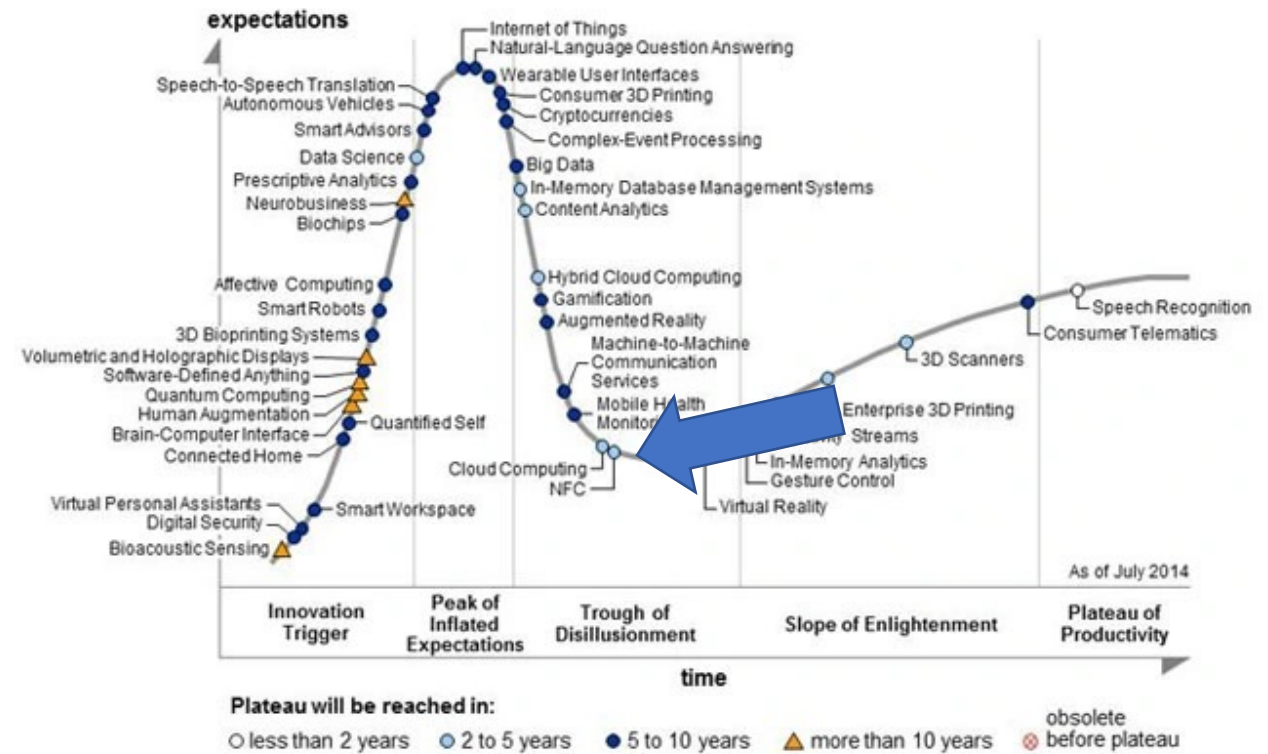 expectations
Internet of Things
Natural-Language Question Answering
Wearable User Interfaces
Consumer 3D Printing
Cryptocurrencies
Complex-Event Processing
Speech-to-Speech Translation
Autonomous Vehicles
Smart Advisors
Data Science
Prescriptive Analytics
Neurobusiness
Biochips
Big Data
In-Memory Database Management Systems
Content Analytics
Hybrid Cloud Computing
Gamification
Augmented Reality
Machine-to-Machine
Communication
Services
Mobile Health
Affective Computing
Smart Robots
3D Bioprinting Systems
Volumetric and Holographic Displays
Software-Defined Anything
Quantum Computing
Human Augmentation
Brain-Computer Interface
Connected Home
Quantified Self
Virtual Personal Assistants
Digital Security
Bioacoustic Sensing
Smart Workspace
Cloud Computing
NFC
Speech Recognition
Consumer Telematics
3D Scanners
Enterprise 3D Printing
Streams
In-Memory Analytics
Gesture Control
Virtual Reality
As of July 2014
Innovation
Trigger
Peak of
Inflated
Expectations
Trough of
Disillusionment
Slope of Enlightenment
Plateau of
Productivity
time
Plateau will be reached in:
less than 2 years
2 to 5 years
5 to 10 years
more than 10 years
obsolete
before plateau